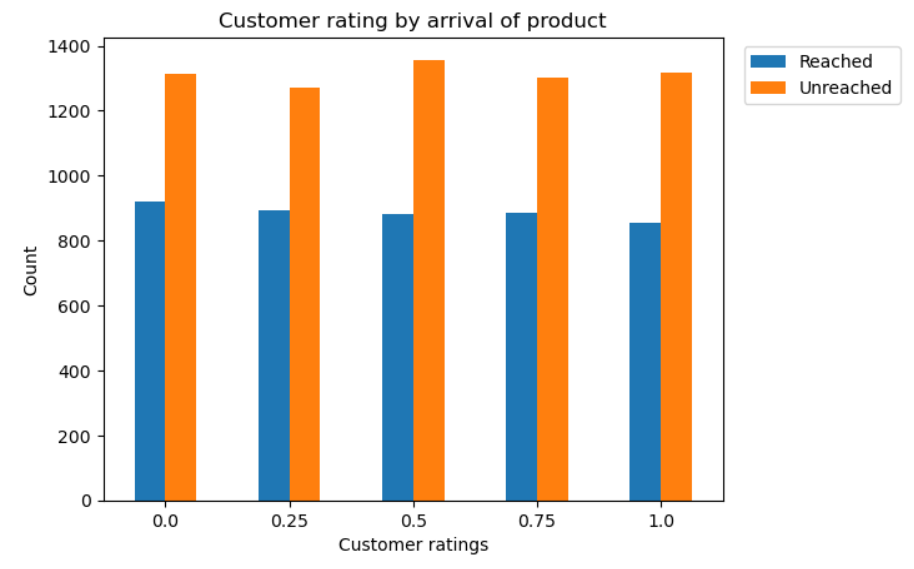 Customer rating by arrival of product
Reached
Unreached
1400
1200
1000
800
600
400
200
0
Count
0.0 0.25 0.5 0.75 1.0
Customer ratings